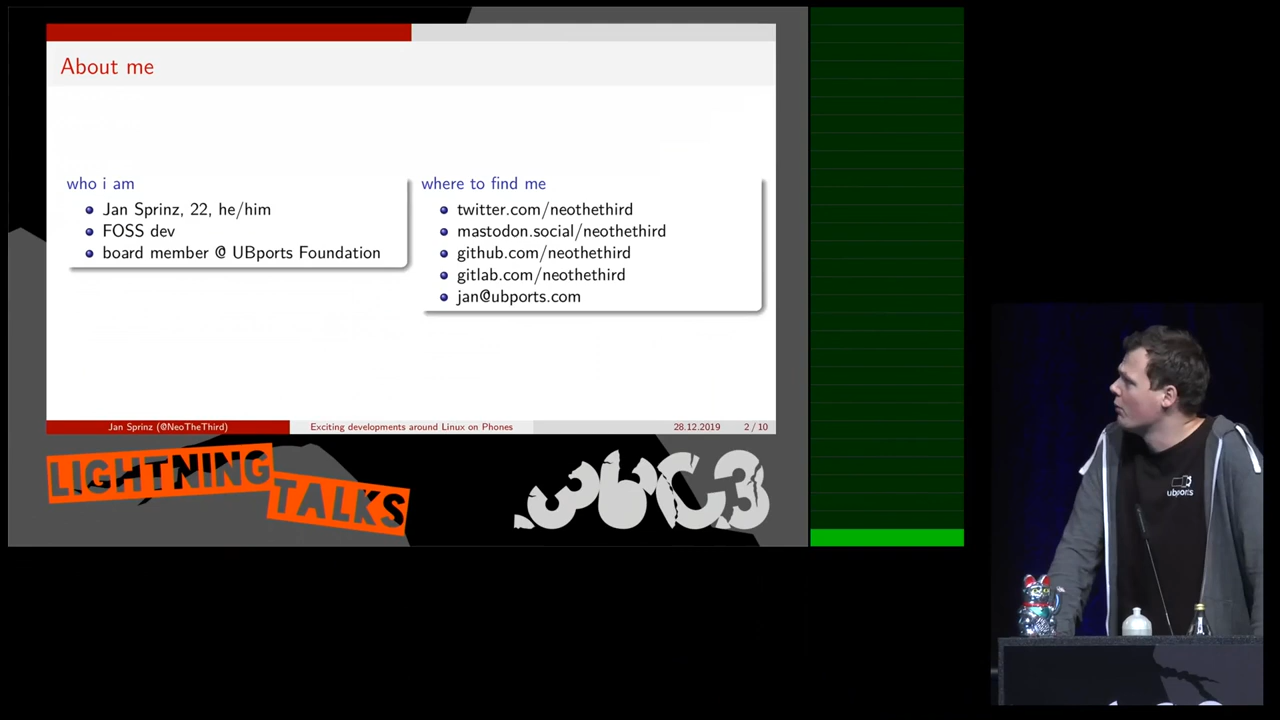 About me
who i am
Jan Sprinz, 22, he/him
FOSS dev
board member @ UBports Foundation
where to find me
twitter.com/neothethird
mastodon.social/neothethird
github.com/neothethird
gitlab.com/neothethird
jan@ubports.com
Jan Sprinz (@NeoTheThird)
Exciting developments around Linux on Phones
28.12.2019
2 / 10
LIGHTNING
TALKS
36C3
ubports